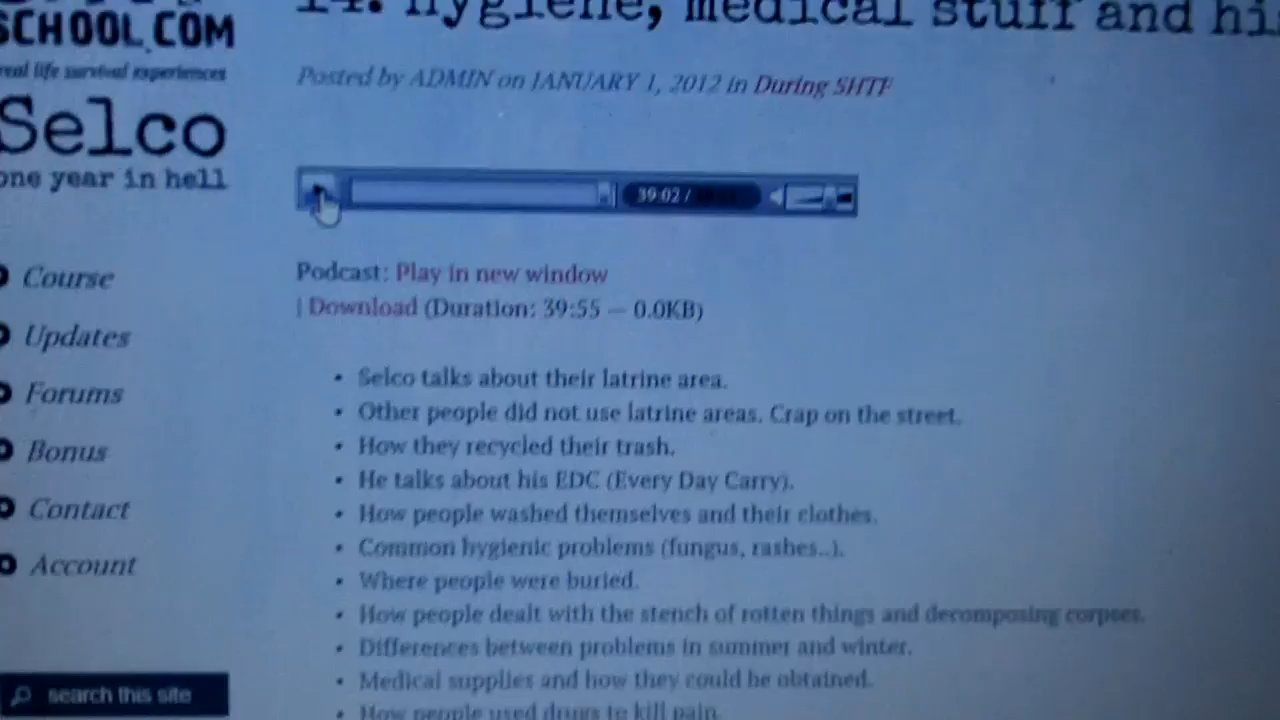 SCHOOL.COM
real life survival experiences
Selco
one year in hell
Course
Updates
Forums
Bonus
Contact
Account
search this site
14. hygiene, medical stuff and
Posted by ADMIN on JANUARY 1, 2012 in During SHTF
39:02 /
Podcast: Play in new window
| Download (Duration: 39:55 — 0.0KB)
• Selco talks about their latrine area.
• Other people did not use latrine areas. Crap on the street.
• How they recycled their trash.
• He talks about his EDC (Every Day Carry).
• How people washed themselves and their clothes.
• Common hygienic problems (fungus, rashes..).
• Where people were buried.
• How people dealt with the stench of rotten things and decomposing corpses.
• Differences between problems in summer and winter.
• Medical supplies and how they could be obtained.
• How people used drugs to kill pain.